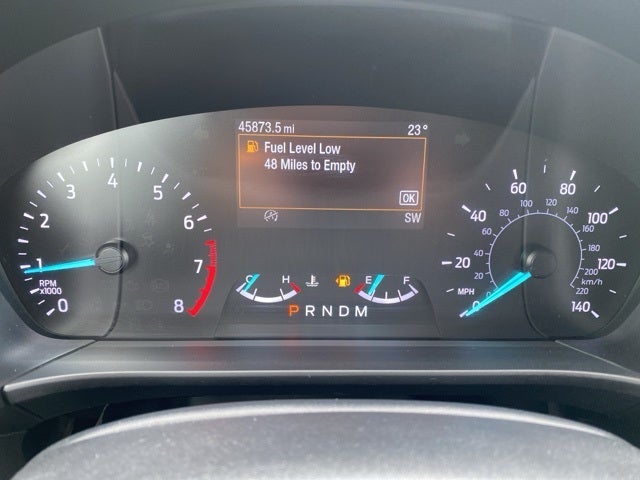 45873.5 mi 23°
Fuel Level Low
48 Miles to Empty
OK
SW
0 1 2 3 4 5 6 7 8
RPM
x1000
C H
E F
P R N D M
0 20 40 60 80 100 120 140
MPH
20 40 60 80 100 120 140 160 180 200 220
km/h